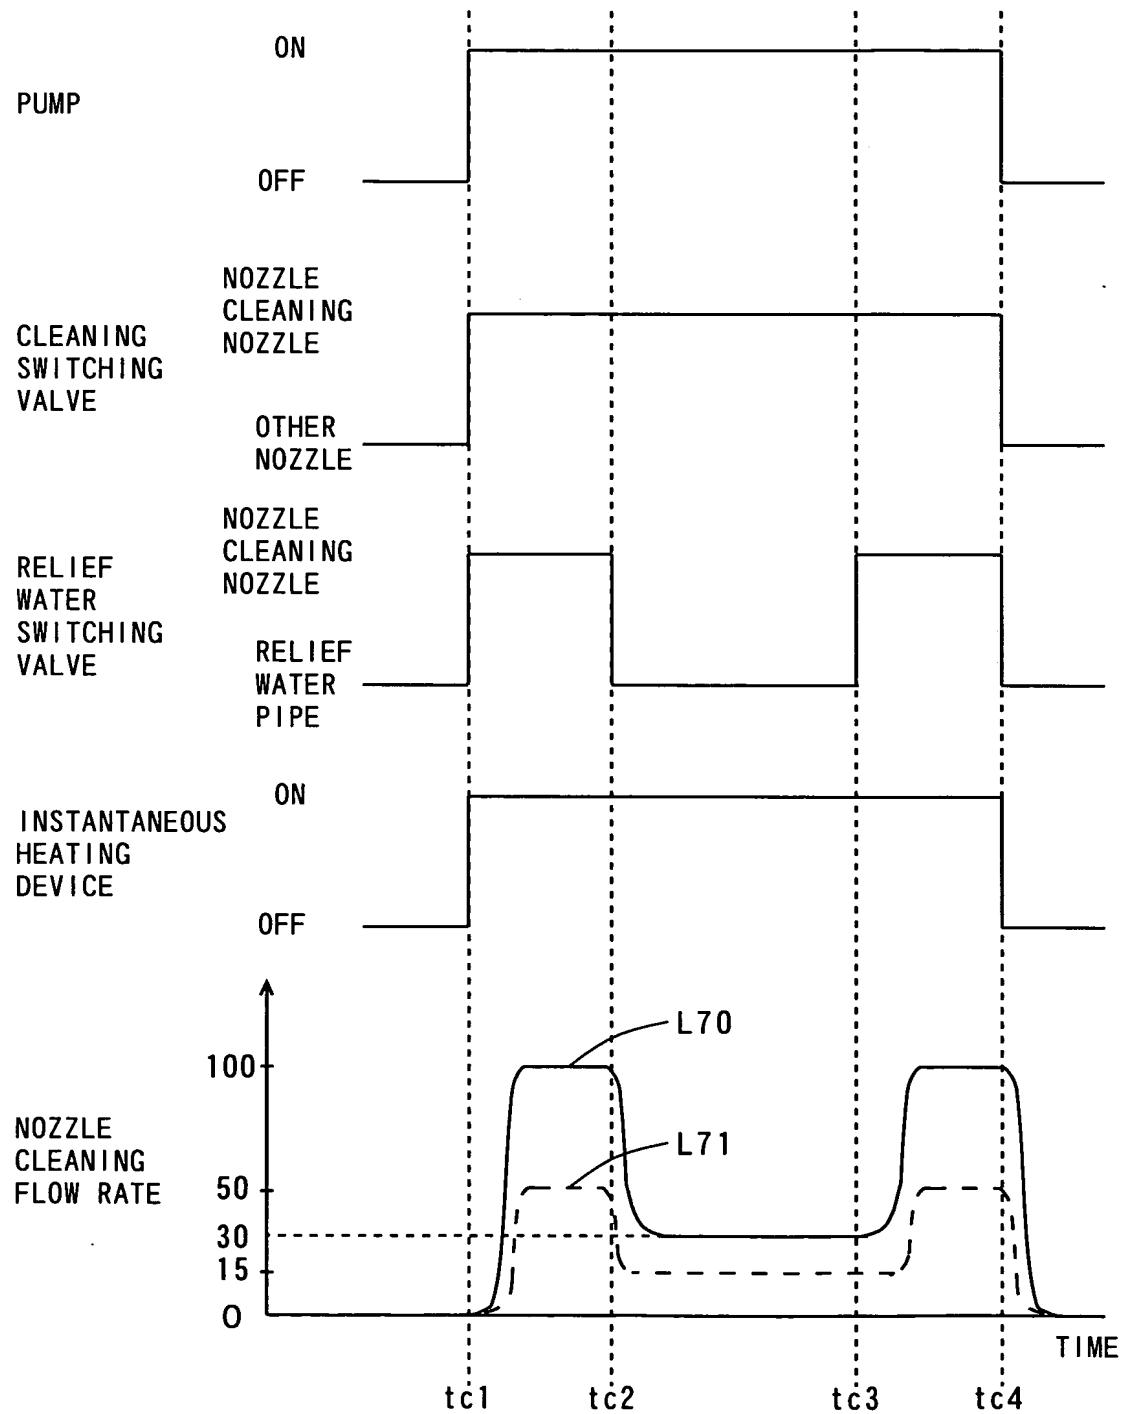 ON
PUMP
OFF
NOZZLE
CLEANING
NOZZLE
CLEANING
SWITCHING
VALVE
OTHER
NOZZLE
NOZZLE
CLEANING
NOZZLE
RELIEF
WATER
SWITCHING
VALVE
RELIEF
WATER
PIPE
ON
INSTANTANEOUS
HEATING
DEVICE
OFF
L70
100
NOZZLE
CLEANING
FLOW RATE
L71
50
30
15
0
TIME
tc1 tc2 tc3 tc4